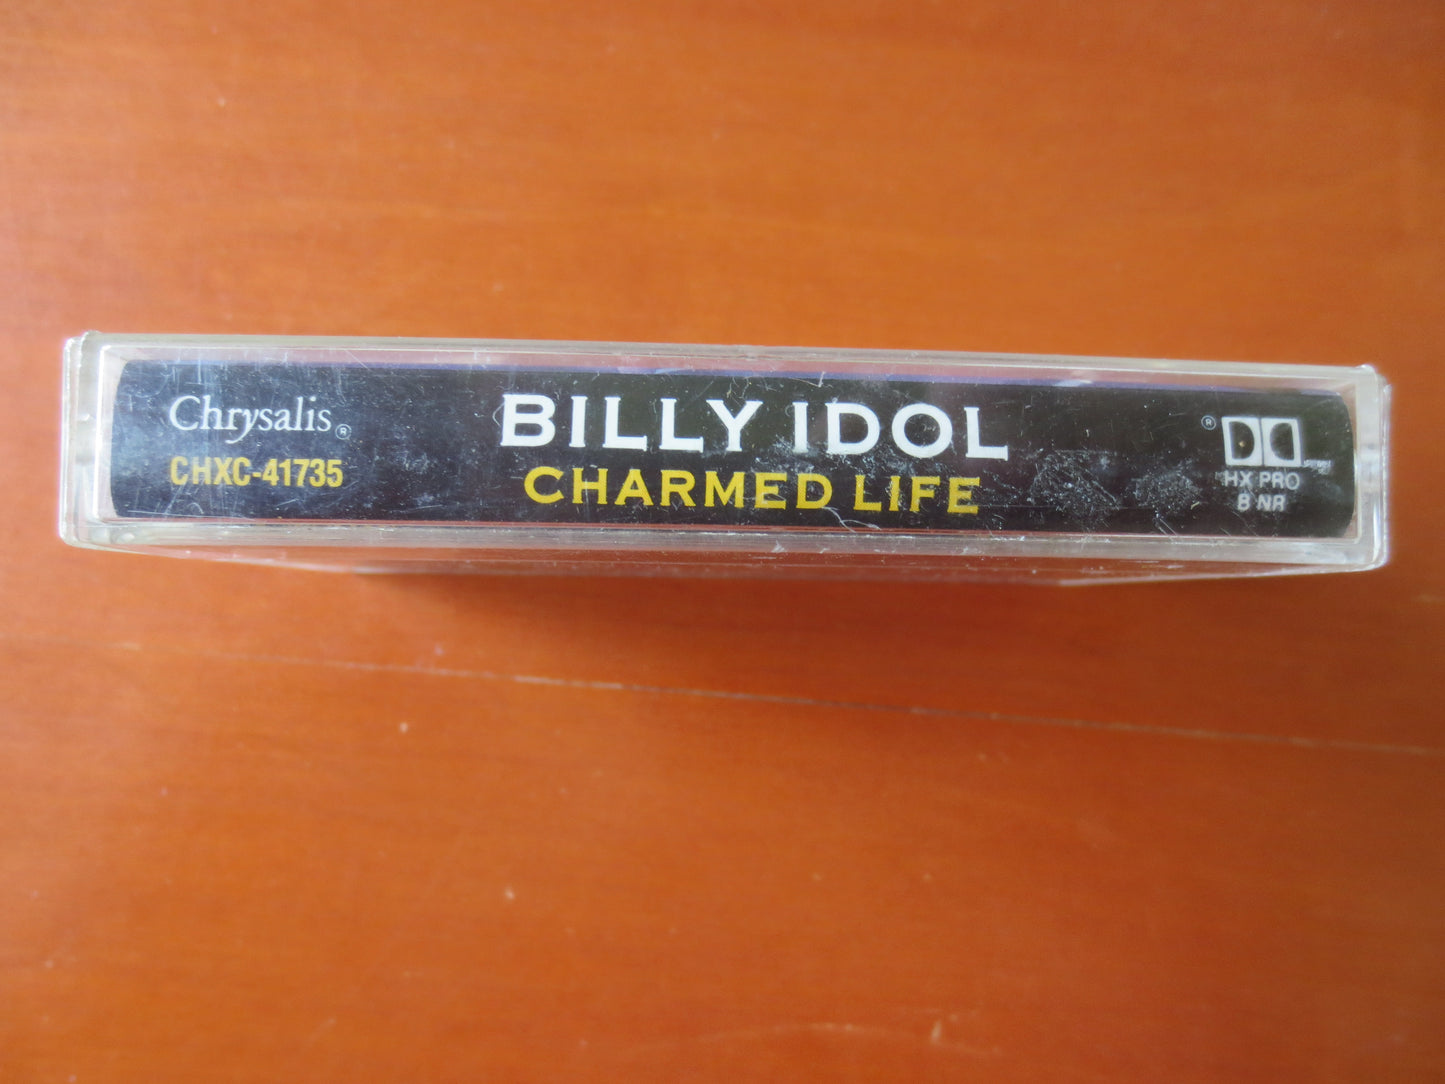 Chrysalis®
CHXC-41735
BILLY IDOL
CHARMED LIFE
®
HX PRO
B NR